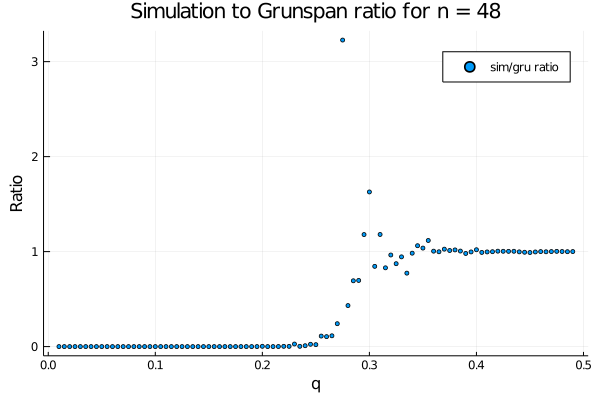 Simulation to Grunspan ratio for n = 48
sim/gru ratio
Ratio
3
2
1
0
0.0 0.1 0.2 0.3 0.4 0.5
q